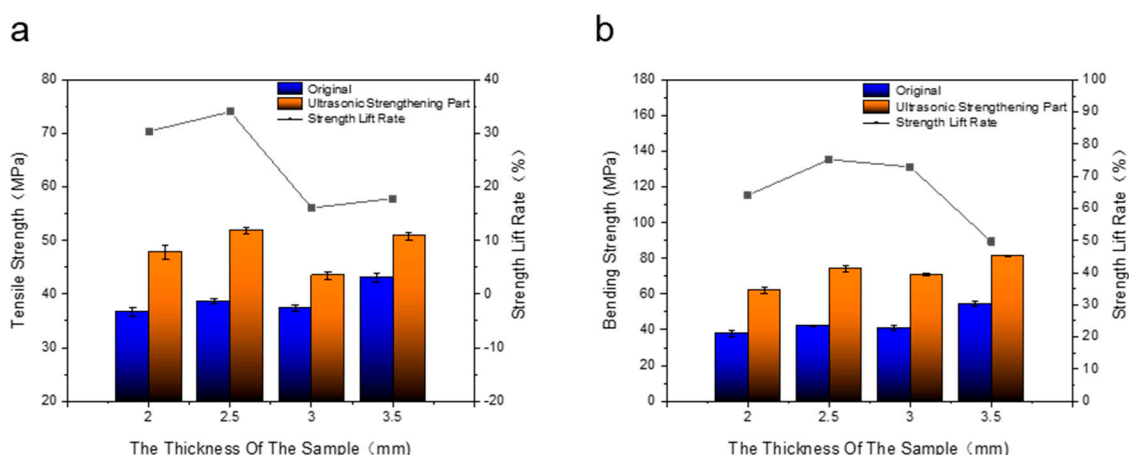 a
80
70
60
50
40
30
20
Tensile Strength（MPa)
Original
Ultrasonic Strengthening Part
Strength Lift Rate
40
30
20
10
0
-10
-20
Strength Lift Rate（%）
2 2.5 3 3.5
The Thickness Of The Sample（mm)
b
180
160
140
120
100
80
60
40
20
0
Bending Strength (MPa)
Original
Ultrasonic Strengthening Part
Strength Lift Rate
100
90
80
70
60
50
40
30
20
10
0
Strength Lift Rate（%）
2 2.5 3 3.5
The Thickness Of The Sample（mm)